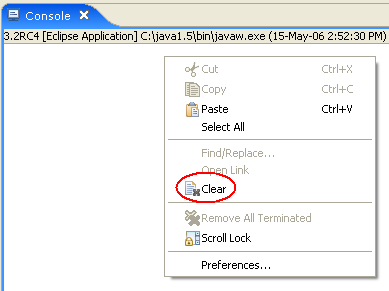 Console
3.2RC4 [Eclipse Application] C:\java1.5\bin\javaw.exe (15-May-06 2:52:30 PM)
Cut Ctrl+X
Copy Ctrl+C
Paste Ctrl+V
Select All
Find/Replace...
Open Link
Clear
Remove All Terminated
Scroll Lock
Preferences...